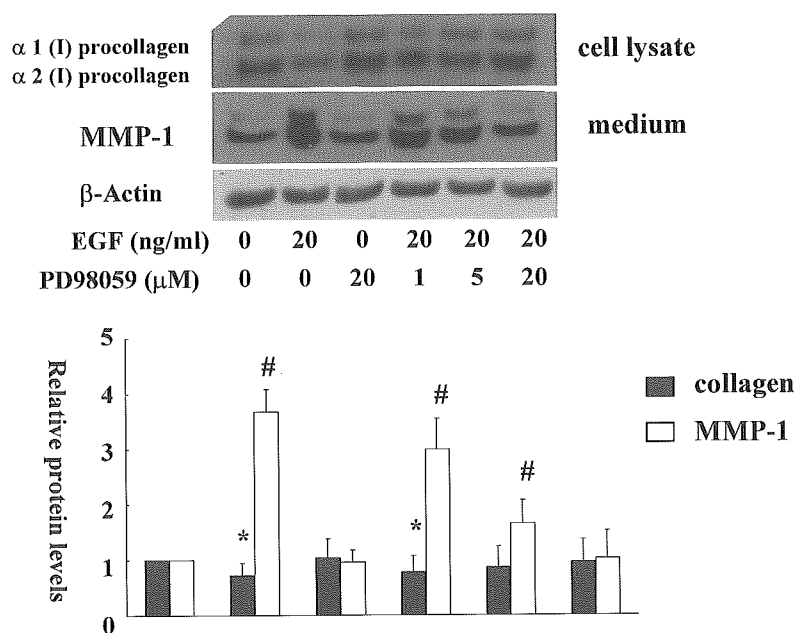 α 1 (I) procollagen
α 2 (I) procollagen
cell lysate
MMP-1
medium
β-Actin
EGF (ng/ml) 0 20 0 20 20 20
PD98059 (μM) 0 0 20 1 5 20
Relative protein levels
5
4
3
2
1
0
* # * # #
collagen
MMP-1